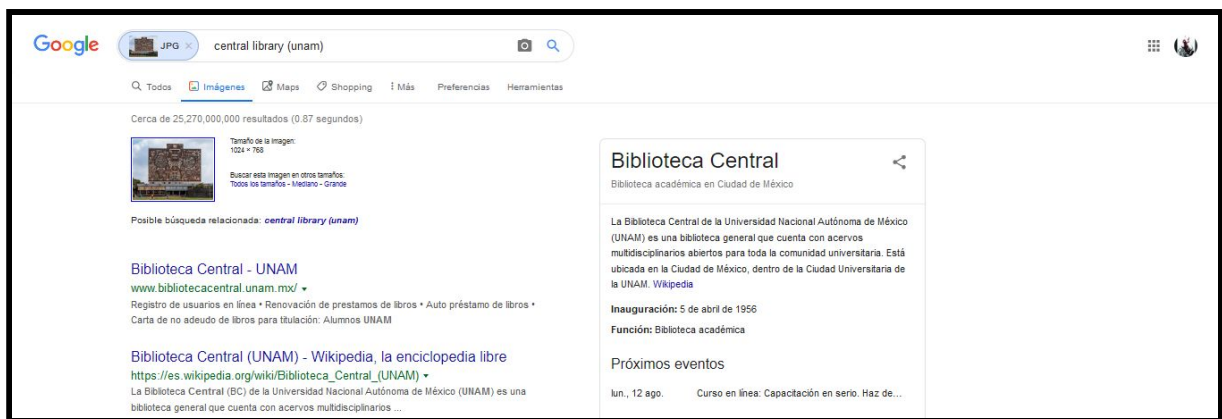 Google
JPG × central library (unam)
Todos Imágenes Maps Shopping Más Preferencias Herramientas
Cerca de 25,270,000,000 resultados (0.87 segundos)
Tamaño de la imagen:
1024 × 768
Buscar esta imagen en otros tamaños:
Todos los tamaños - Mediano - Grande
Posible búsqueda relacionada: central library (unam)
Biblioteca Central - UNAM
www.bibliotecacentral.unam.mx/
Registro de usuarios en línea • Renovación de prestamos de libros • Auto préstamo de libros •
Carta de no adeudo de libros para titulación: Alumnos UNAM
Biblioteca Central (UNAM) - Wikipedia, la enciclopedia libre
https://es.wikipedia.org/wiki/Biblioteca_Central_(UNAM)
La Biblioteca Central (BC) de la Universidad Nacional Autónoma de México (UNAM) es una
biblioteca general que cuenta con acervos multidisciplinarios ...
Biblioteca Central
Biblioteca académica en Ciudad de México
La Biblioteca Central de la Universidad Nacional Autónoma de México
(UNAM) es una biblioteca general que cuenta con acervos
multidisciplinarios abiertos para toda la comunidad universitaria. Está
ubicada en la Ciudad de México, dentro de la Ciudad Universitaria de
la UNAM. Wikipedia
Inauguración: 5 de abril de 1956
Función: Biblioteca académica
Próximos eventos
lun., 12 ago. Curso en línea: Capacitación en serio. Haz de...